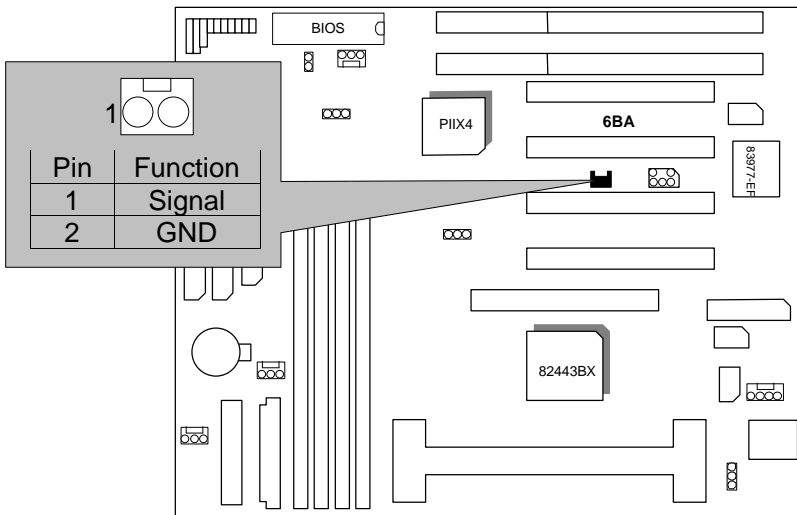 BIOS
PIIX4
6BA
83977-EF
1
Pin Function
1 Signal
2 GND
82443BX